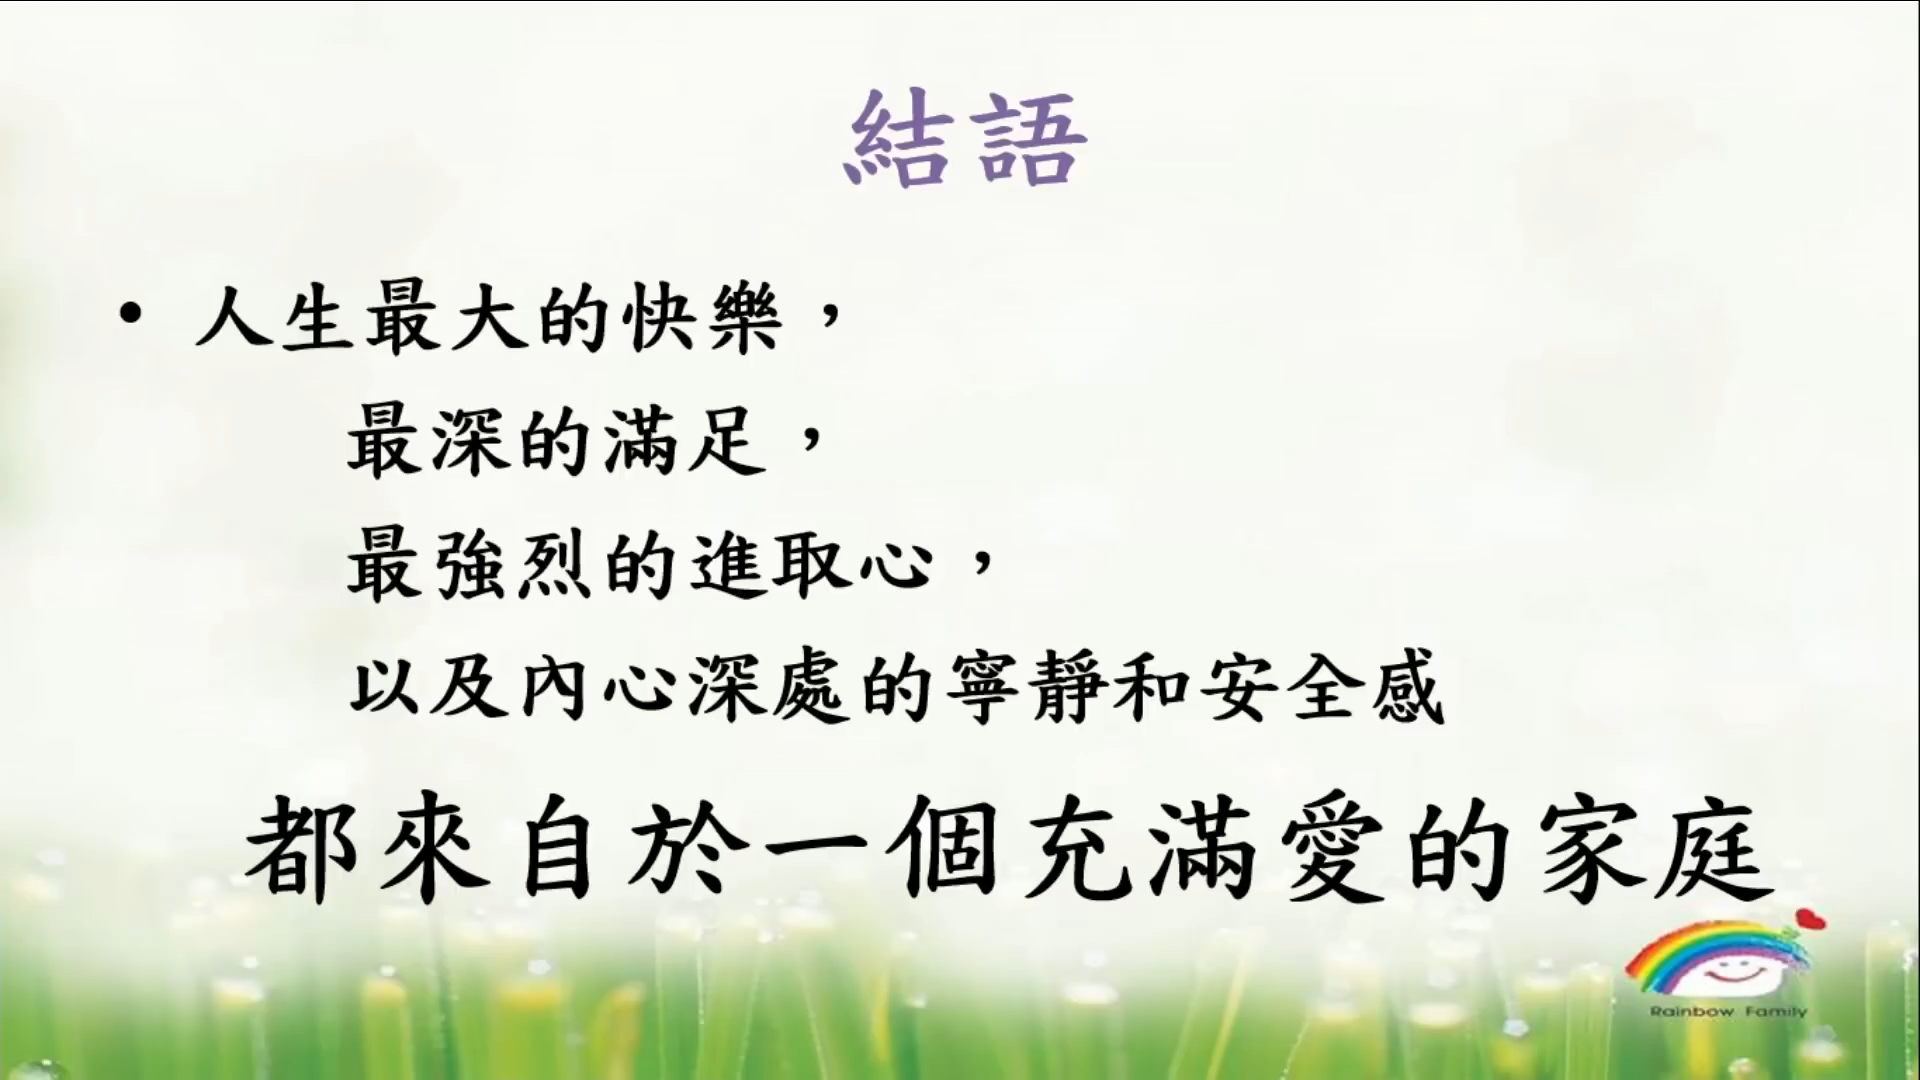 結語
• 人生最大的快樂，
最深的滿足，
最強烈的進取心，
以及內心深處的寧靜和安全感
都來自於一個充滿愛的家庭
Rainbow Family